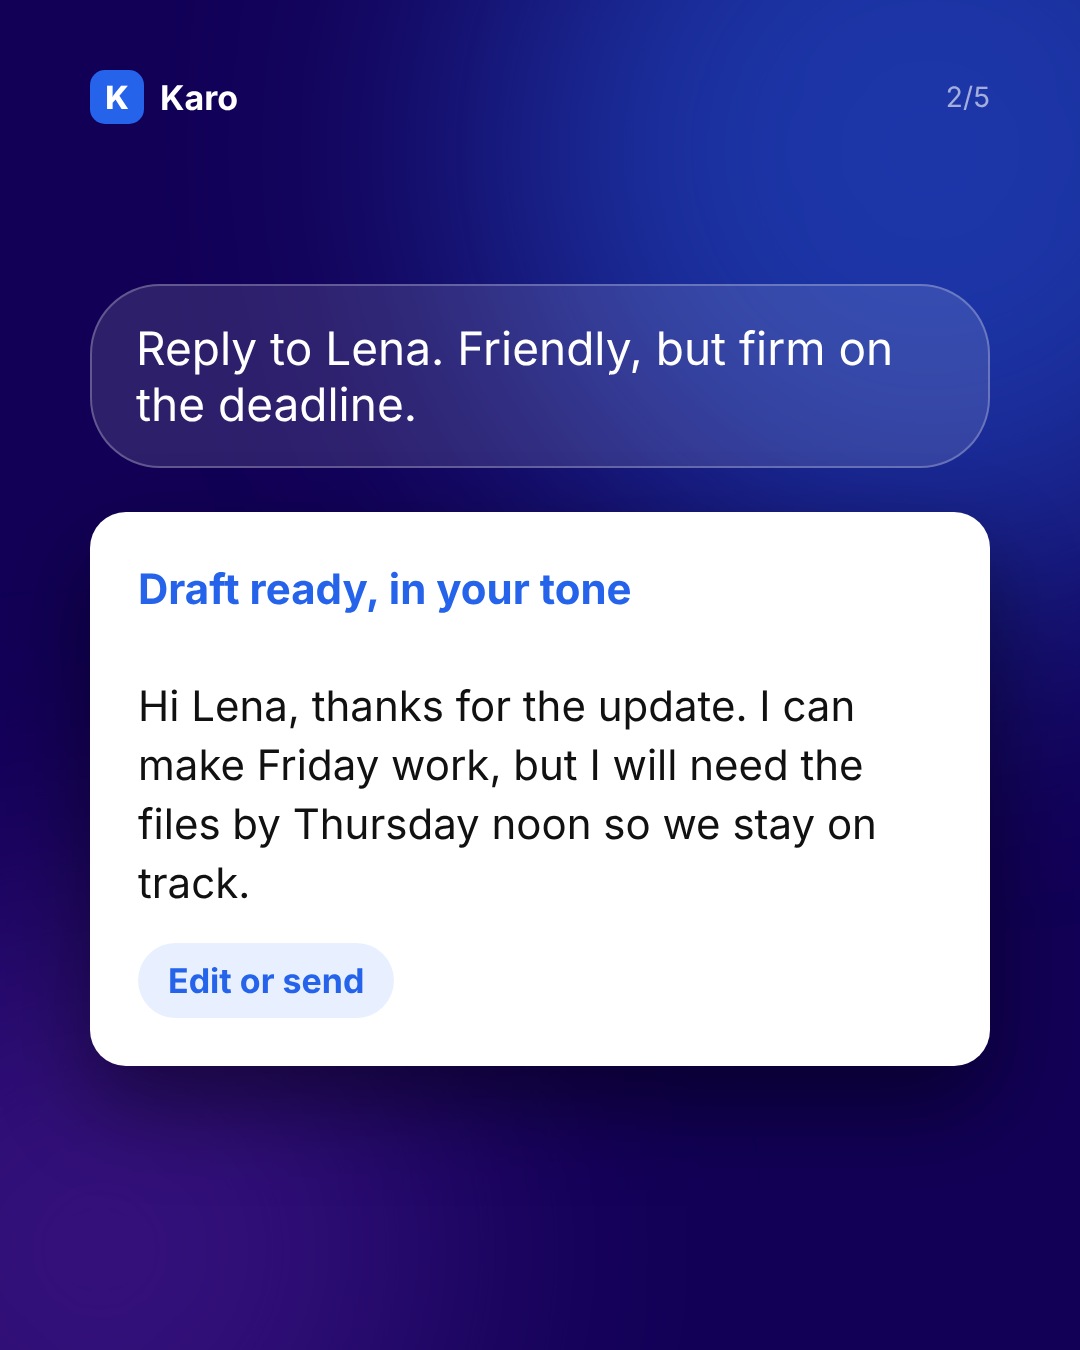 K Karo
2/5
Reply to Lena. Friendly, but firm on
the deadline.
Draft ready, in your tone
Hi Lena, thanks for the update. I can
make Friday work, but I will need the
files by Thursday noon so we stay on
track.
Edit or send